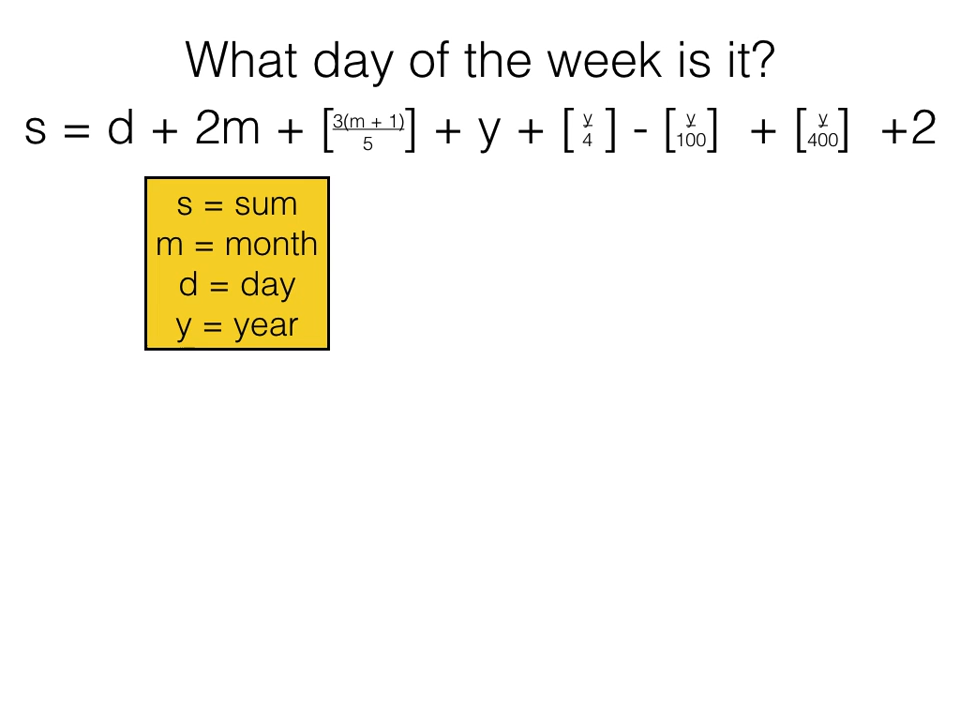 What day of the week is it?
s = d + 2m + [3(m + 1)/5] + y + [y/4] - [y/100] + [y/400] +2
s = sum
m = month
d = day
y = year